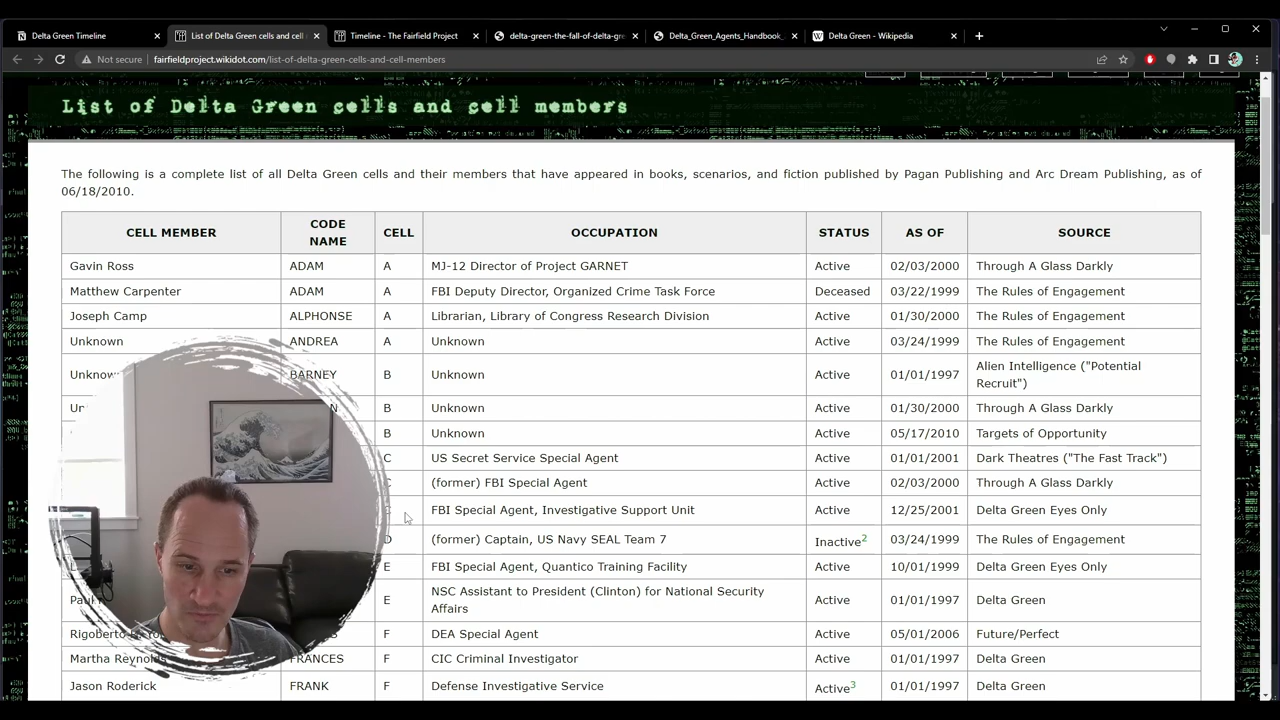 Delta Green Timeline
List of Delta Green cells and cell
Timeline - The Fairfield Project
delta-green-the-fall-of-delta-gre
Delta_Green_Agents_Handbook_
Delta Green - Wikipedia
Not secure
fairfieldproject.wikidot.com/list-of-delta-green-cells-and-cell-members
List of Delta Green cells and cell members
The following is a complete list of all Delta Green cells and their members that have appeared in books, scenarios, and fiction published by Pagan Publishing and Arc Dream Publishing, as of
06/18/2010.
CELL MEMBER CODE NAME CELL OCCUPATION STATUS AS OF SOURCE
Gavin Ross ADAM A MJ-12 Director of Project GARNET Active 02/03/2000 Through A Glass Darkly
Matthew Carpenter ADAM A FBI Deputy Director Organized Crime Task Force Deceased 03/22/1999 The Rules of Engagement
Joseph Camp ALPHONSE A Librarian, Library of Congress Research Division Active 01/30/2000 The Rules of Engagement
Unknown ANDREA A Unknown Active 03/24/1999 The Rules of Engagement
BARNEY B Unknown Active 01/01/1997 Alien Intelligence ("Potential Recruit")
B Unknown Active 01/30/2000 Through A Glass Darkly
B Unknown Active 05/17/2010 Targets of Opportunity
C US Secret Service Special Agent Active 01/01/2001 Dark Theatres ("The Fast Track")
(former) FBI Special Agent Active 02/03/2000 Through A Glass Darkly
FBI Special Agent, Investigative Support Unit Active 12/25/2001 Delta Green Eyes Only
D (former) Captain, US Navy SEAL Team 7 Inactive2 03/24/1999 The Rules of Engagement
E FBI Special Agent, Quantico Training Facility Active 10/01/1999 Delta Green Eyes Only
E NSC Assistant to President (Clinton) for National Security Affairs Active 01/01/1997 Delta Green
Rigoberto F DEA Special Agent Active 05/01/2006 Future/Perfect
Martha Reynolds FRANCES F CIC Criminal Investigator Active 01/01/1997 Delta Green
Jason Roderick FRANK F Defense Investigative Service Active3 01/01/1997 Delta Green